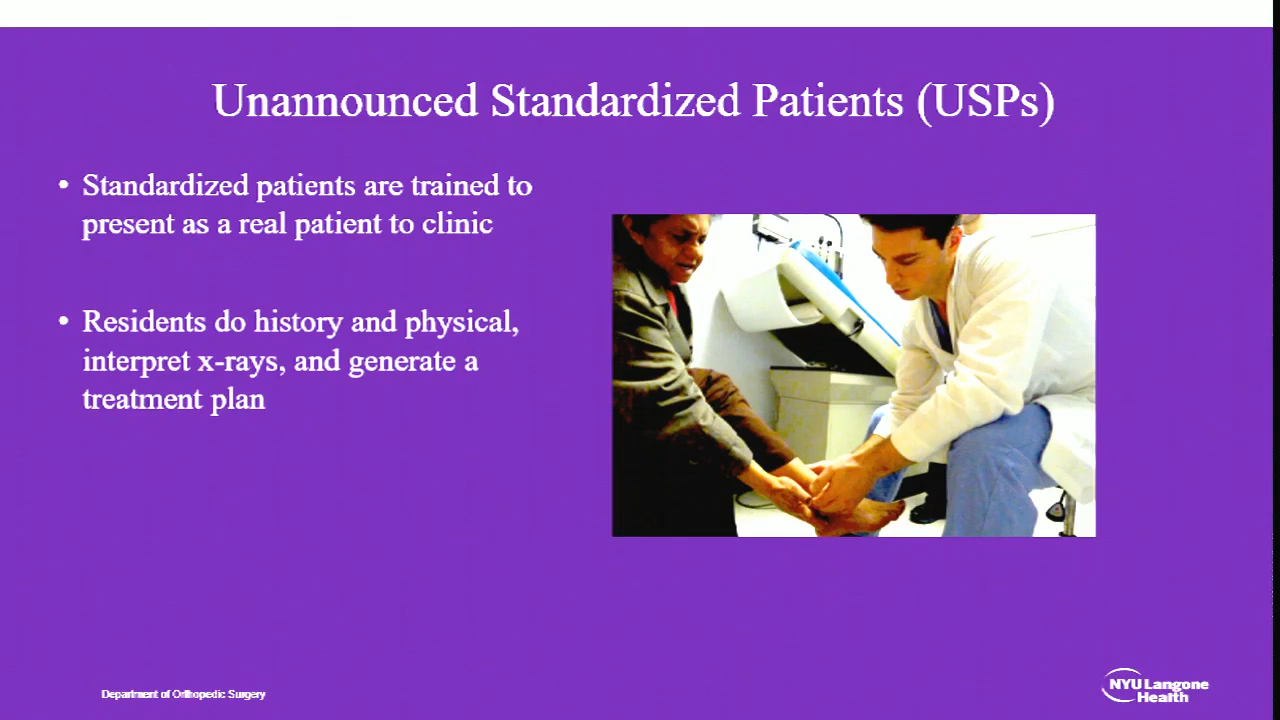 Unannounced Standardized Patients (USPs)
• Standardized patients are trained to
present as a real patient to clinic
• Residents do history and physical,
interpret x-rays, and generate a
treatment plan
Department of Orthopedic Surgery
NYU Langone
Health